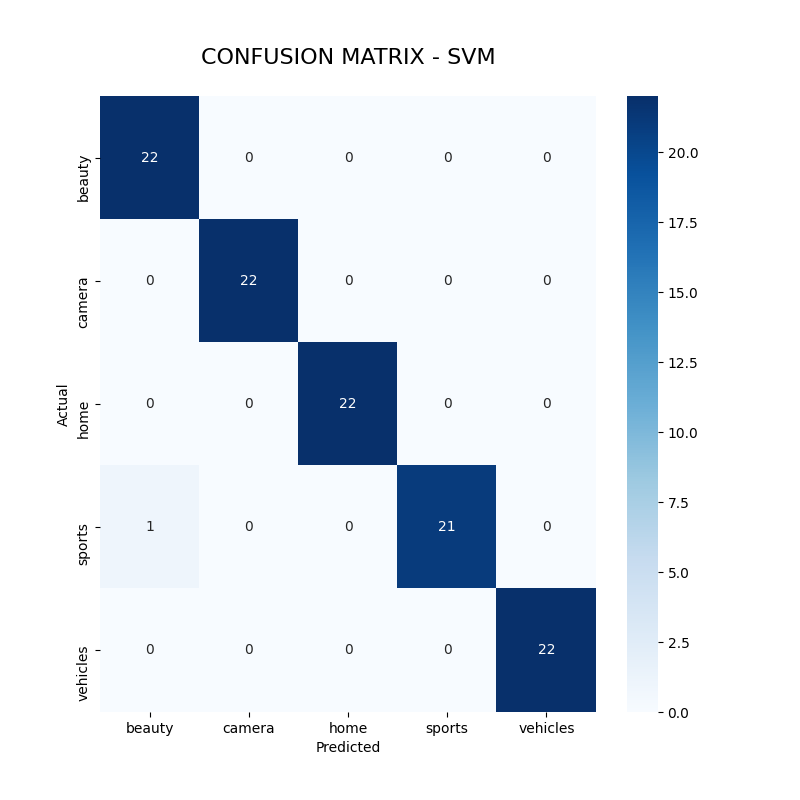 CONFUSION MATRIX - SVM
beauty 22 0 0 0 0
camera 0 22 0 0 0
home 0 0 22 0 0
sports 1 0 0 21 0
vehicles 0 0 0 0 22
Actual
beauty camera home sports vehicles
Predicted
20.0
17.5
15.0
12.5
10.0
7.5
5.0
2.5
0.0